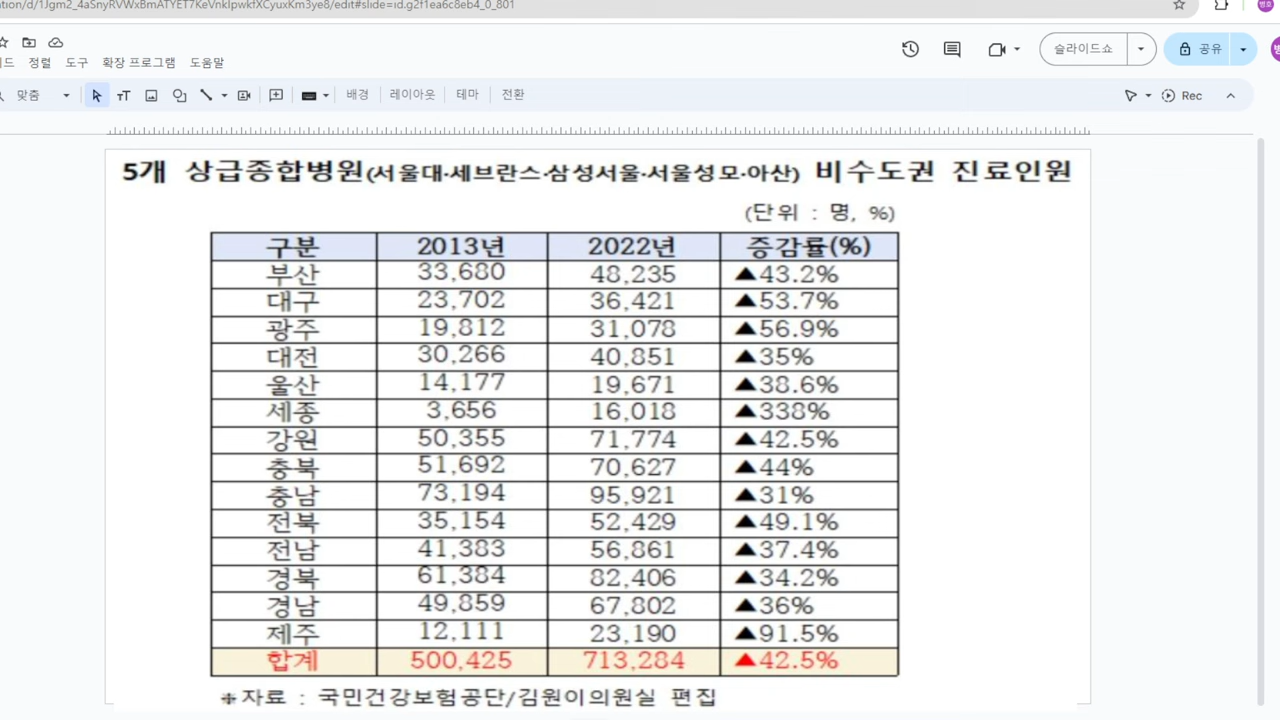 ntation/d/1Jgm2_4aSnyRVWxBmATYET7KeVnkIpwkfXCyuxKm3ye8/edit#slide=id.g2f1ea6c8eb4_0_801
슬라이드쇼 공유
정렬 도구 확장 프로그램 도움말
맞춤 배경 레이아웃 테마 전환 Rec
5개 상급종합병원(서울대·세브란스·삼성서울·서울성모·아산) 비수도권 진료인원
(단위 : 명, %)
구분 2013년 2022년 증감률(%)
부산 33,680 48,235 ▲43.2%
대구 23,702 36,421 ▲53.7%
광주 19,812 31,078 ▲56.9%
대전 30,266 40,851 ▲35%
울산 14,177 19,671 ▲38.6%
세종 3,656 16,018 ▲338%
강원 50,355 71,774 ▲42.5%
충북 51,692 70,627 ▲44%
충남 73,194 95,921 ▲31%
전북 35,154 52,429 ▲49.1%
전남 41,383 56,861 ▲37.4%
경북 61,384 82,406 ▲34.2%
경남 49,859 67,802 ▲36%
제주 12,111 23,190 ▲91.5%
합계 500,425 713,284 ▲42.5%
※자료 : 국민건강보험공단/김원이의원실 편집